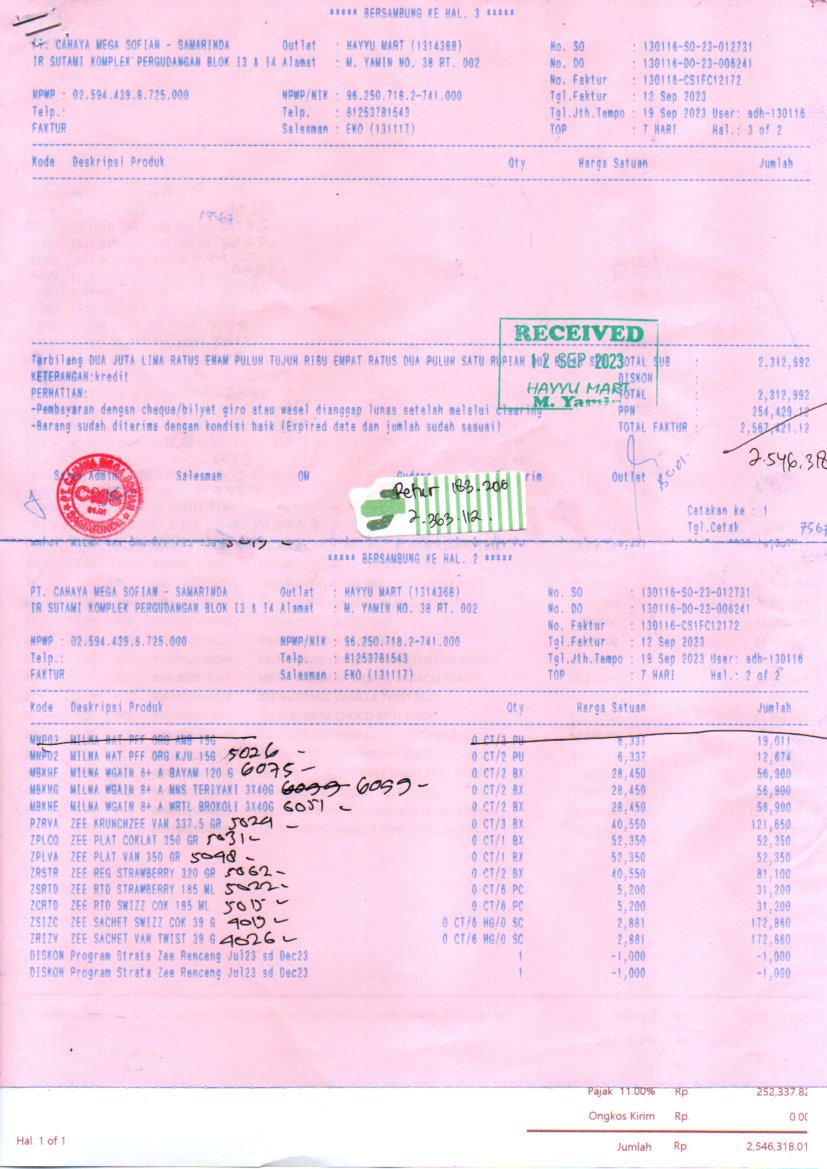 ***** BERSAMBUNG KE HAL. 3 *****
PT. CAHAYA MEGA SOFIAN - SAMARINDA Outlet : HAYYU MART (1314368) No. SO : 130116-SO-23-012731
IR SUTAMI KOMPLEK PERGUDANGAN BLOK I3 & I4 Alamat : M. YAMIN NO. 38 RT. 002 No. DO : 130116-DO-23-006241
No. Faktur : 130116-CS1FC12172
NPWP : 02.594.439.8.725.000 NPWP/NIK : 96.250.718.2-741.000 Tgl.Faktur : 12 Sep 2023
Telp.: Telp. : 81253781543 Tgl.Jth.Tempo : 19 Sep 2023 User: adh-130116
FAKTUR Salesman : EKO (131117) TOP : 7 HARI Hal.: 3 of 2
Kode Deskripsi Produk Qty Harga Satuan Jumlah
RECEIVED
12 SEP 2023
HAYYU MART
M. Yamin
Terbilang DUA JUTA LIMA RATUS ENAM PULUH TUJUH RIBU EMPAT RATUS DUA PULUH SATU RUPIAH DUA SUB : 2,312,992
KETERANGAN:kredit DISKON :
PERHATIAN: TOTAL : 2,312,992
-Pembayaran dengan cheque/bilyet giro atau wesel dianggap lunas setelah melalui clearing PPN : 254,429.12
-Barang sudah diterima dengan kondisi baik (Expired date dan jumlah sudah sesuai) TOTAL FAKTUR : 2,567,421.12
2.546.318
Salesman OM Outlet
PT. CAHAYA MEGA SOFIAN
CMS
SAMARINDA
Retur 183.206
2.363.112.
Cetakan ke : 1
Tgl.Cetak
***** BERSAMBUNG KE HAL. 2 *****
PT. CAHAYA MEGA SOFIAN - SAMARINDA Outlet : HAYYU MART (1314368) No. SO : 130116-SO-23-012731
IR SUTAMI KOMPLEK PERGUDANGAN BLOK I3 & I4 Alamat : M. YAMIN NO. 38 RT. 002 No. DO : 130116-DO-23-006241
No. Faktur : 130116-CS1FC12172
NPWP : 02.594.439.8.725.000 NPWP/NIK : 96.250.718.2-741.000 Tgl.Faktur : 12 Sep 2023
Telp.: Telp. : 81253781543 Tgl.Jth.Tempo : 19 Sep 2023 User: adh-130116
FAKTUR Salesman : EKO (131117) TOP : 7 HARI Hal.: 2 of 2
Kode Deskripsi Produk Qty Harga Satuan Jumlah
MNPO3 MILNA NAT PFF ORG AMB 15G 0 CT/3 PU 6,337 19,011
MNPO2 MILNA NAT PFF ORG KJU 15G 5026 0 CT/2 PU 6,337 12,674
MBKHF MILNA WGAIN 6+ A BAYAM 120 G 6075 0 CT/2 BX 28,450 56,900
MBKMG MILNA WGAIN 8+ A MNS TERIYAKI 3X40G 6059 0 CT/2 BX 28,450 56,900
MBKHE MILNA WGAIN 8+ A WRTL BROKOLI 3X40G 6051 0 CT/2 BX 28,450 56,900
PZRVA ZEE KRUNCHZEE VAN 337.5 GR 5024 0 CT/3 BX 40,550 121,650
ZPLCO ZEE PLAT COKLAT 350 GR 5031 0 CT/1 BX 52,350 52,350
ZPLVA ZEE PLAT VAN 350 GR 5048 0 CT/1 BX 52,350 52,350
ZRSTR ZEE REG STRAWBERRY 320 GR 5062 0 CT/2 BX 40,550 81,100
ZSRTD ZEE RTD STRAWBERRY 185 ML 5022 0 CT/6 PC 5,200 31,200
ZCRTD ZEE RTD SWIZZ COK 185 ML 5015 0 CT/6 PC 5,200 31,200
ZSIZC ZEE SACHET SWIZZ COK 39 G 4019 0 CT/6 HG/0 SC 2,881 172,860
ZRIZV ZEE SACHET VAN TWIST 39 G 4026 0 CT/6 HG/0 SC 2,881 172,860
DISKON Program Strata Zee Renceng Jul23 sd Dec23 1 -1,000 -1,000
DISKON Program Strata Zee Renceng Jul23 sd Dec23 1 -1,000 -1,000
Pajak 11.00% Rp. 252,337.82
Ongkos Kirim Rp. 0.00
Hal. 1 of 1
Jumlah Rp. 2,546,318.01